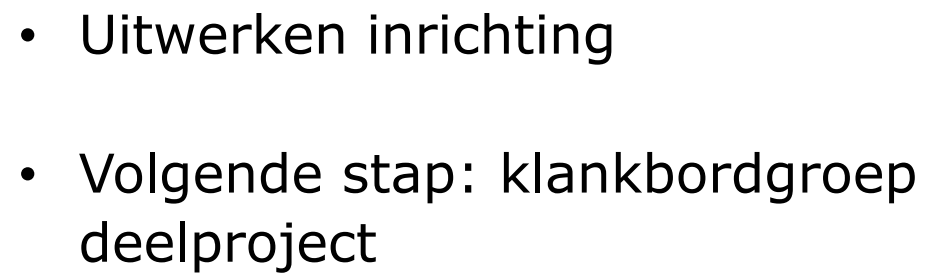 • Uitwerken inrichting
• Volgende stap: klankbordgroep
deelproject